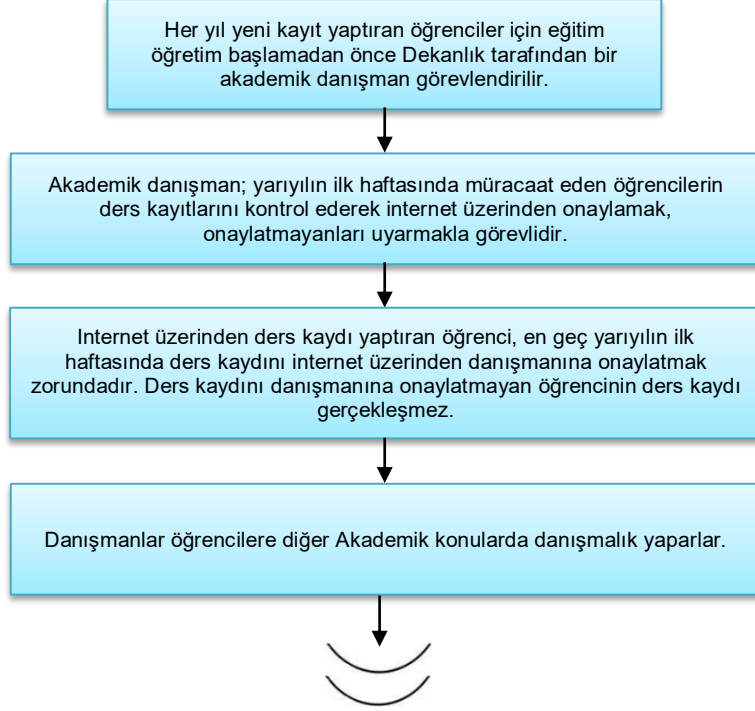 Her yıl yeni kayıt yaptıran öğrenciler için eğitim
öğretim başlamadan önce Dekanlık tarafından bir
akademik danışman görevlendirilir.
Akademik danışman; yarıyılın ilk haftasında müracaat eden öğrencilerin
ders kayıtlarını kontrol ederek internet üzerinden onaylamak,
onaylatmayanları uyarmakla görevlidir.
Internet üzerinden ders kaydı yaptıran öğrenci, en geç yarıyılın ilk
haftasında ders kaydını internet üzerinden danışmanına onaylatmak
zorundadır. Ders kaydını danışmanına onaylatmayan öğrencinin ders kaydı
gerçekleşmez.
Danışmanlar öğrencilere diğer Akademik konularda danışmalık yaparlar.